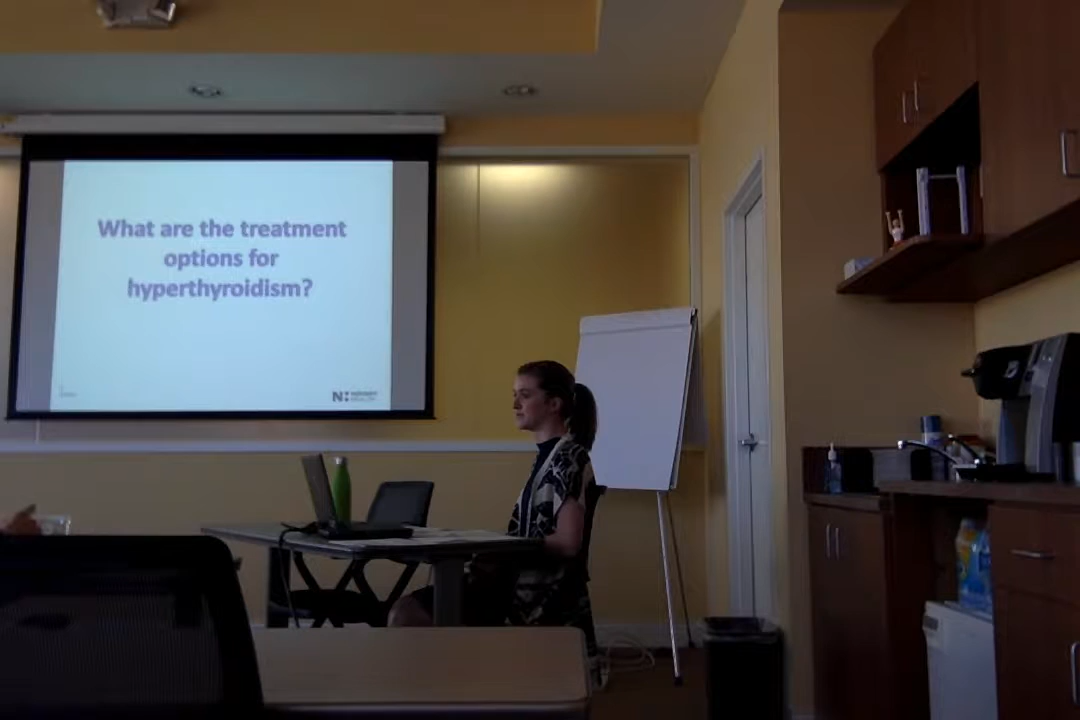 What are the treatment
options for
hyperthyroidism?